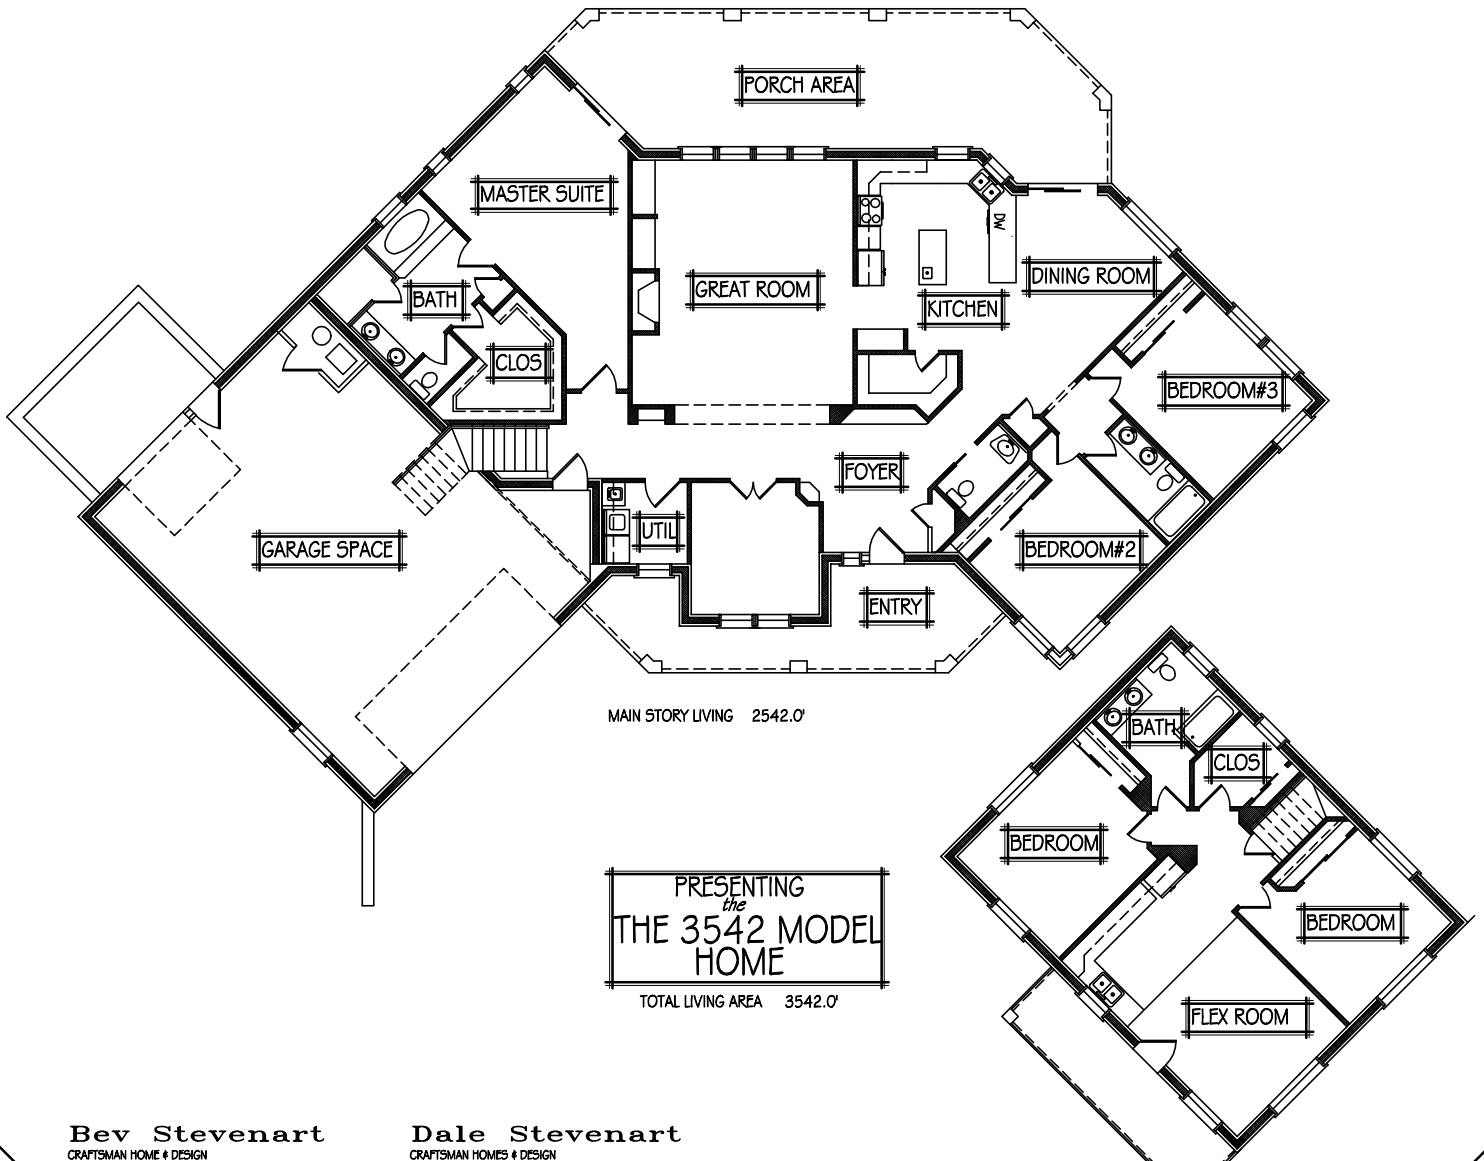 PORCH AREA
MASTER SUITE
DW
BATH
GREAT ROOM
DINING ROOM
KITCHEN
CLOS
BEDROOM#3
FOYER
GARAGE SPACE
UTIL
BEDROOM#2
ENTRY
MAIN STORY LIVING 2542.0'
BATH
CLOS
BEDROOM
BEDROOM
FLEX ROOM
PRESENTING
the
THE 3542 MODEL
HOME
TOTAL LIVING AREA 3542.0'
Bev Stevenart
CRAFTSMAN HOME & DESIGN
Dale Stevenart
CRAFTSMAN HOMES & DESIGN